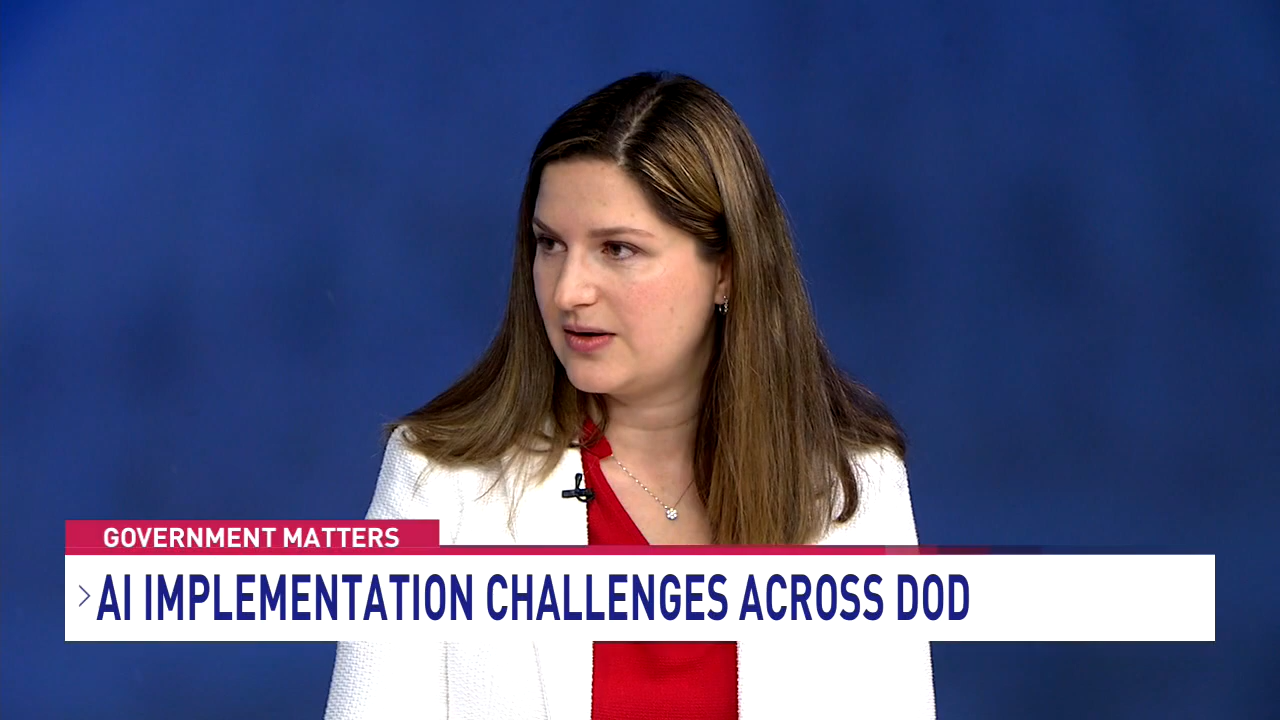 GOVERNMENT MATTERS
AI IMPLEMENTATION CHALLENGES ACROSS DOD